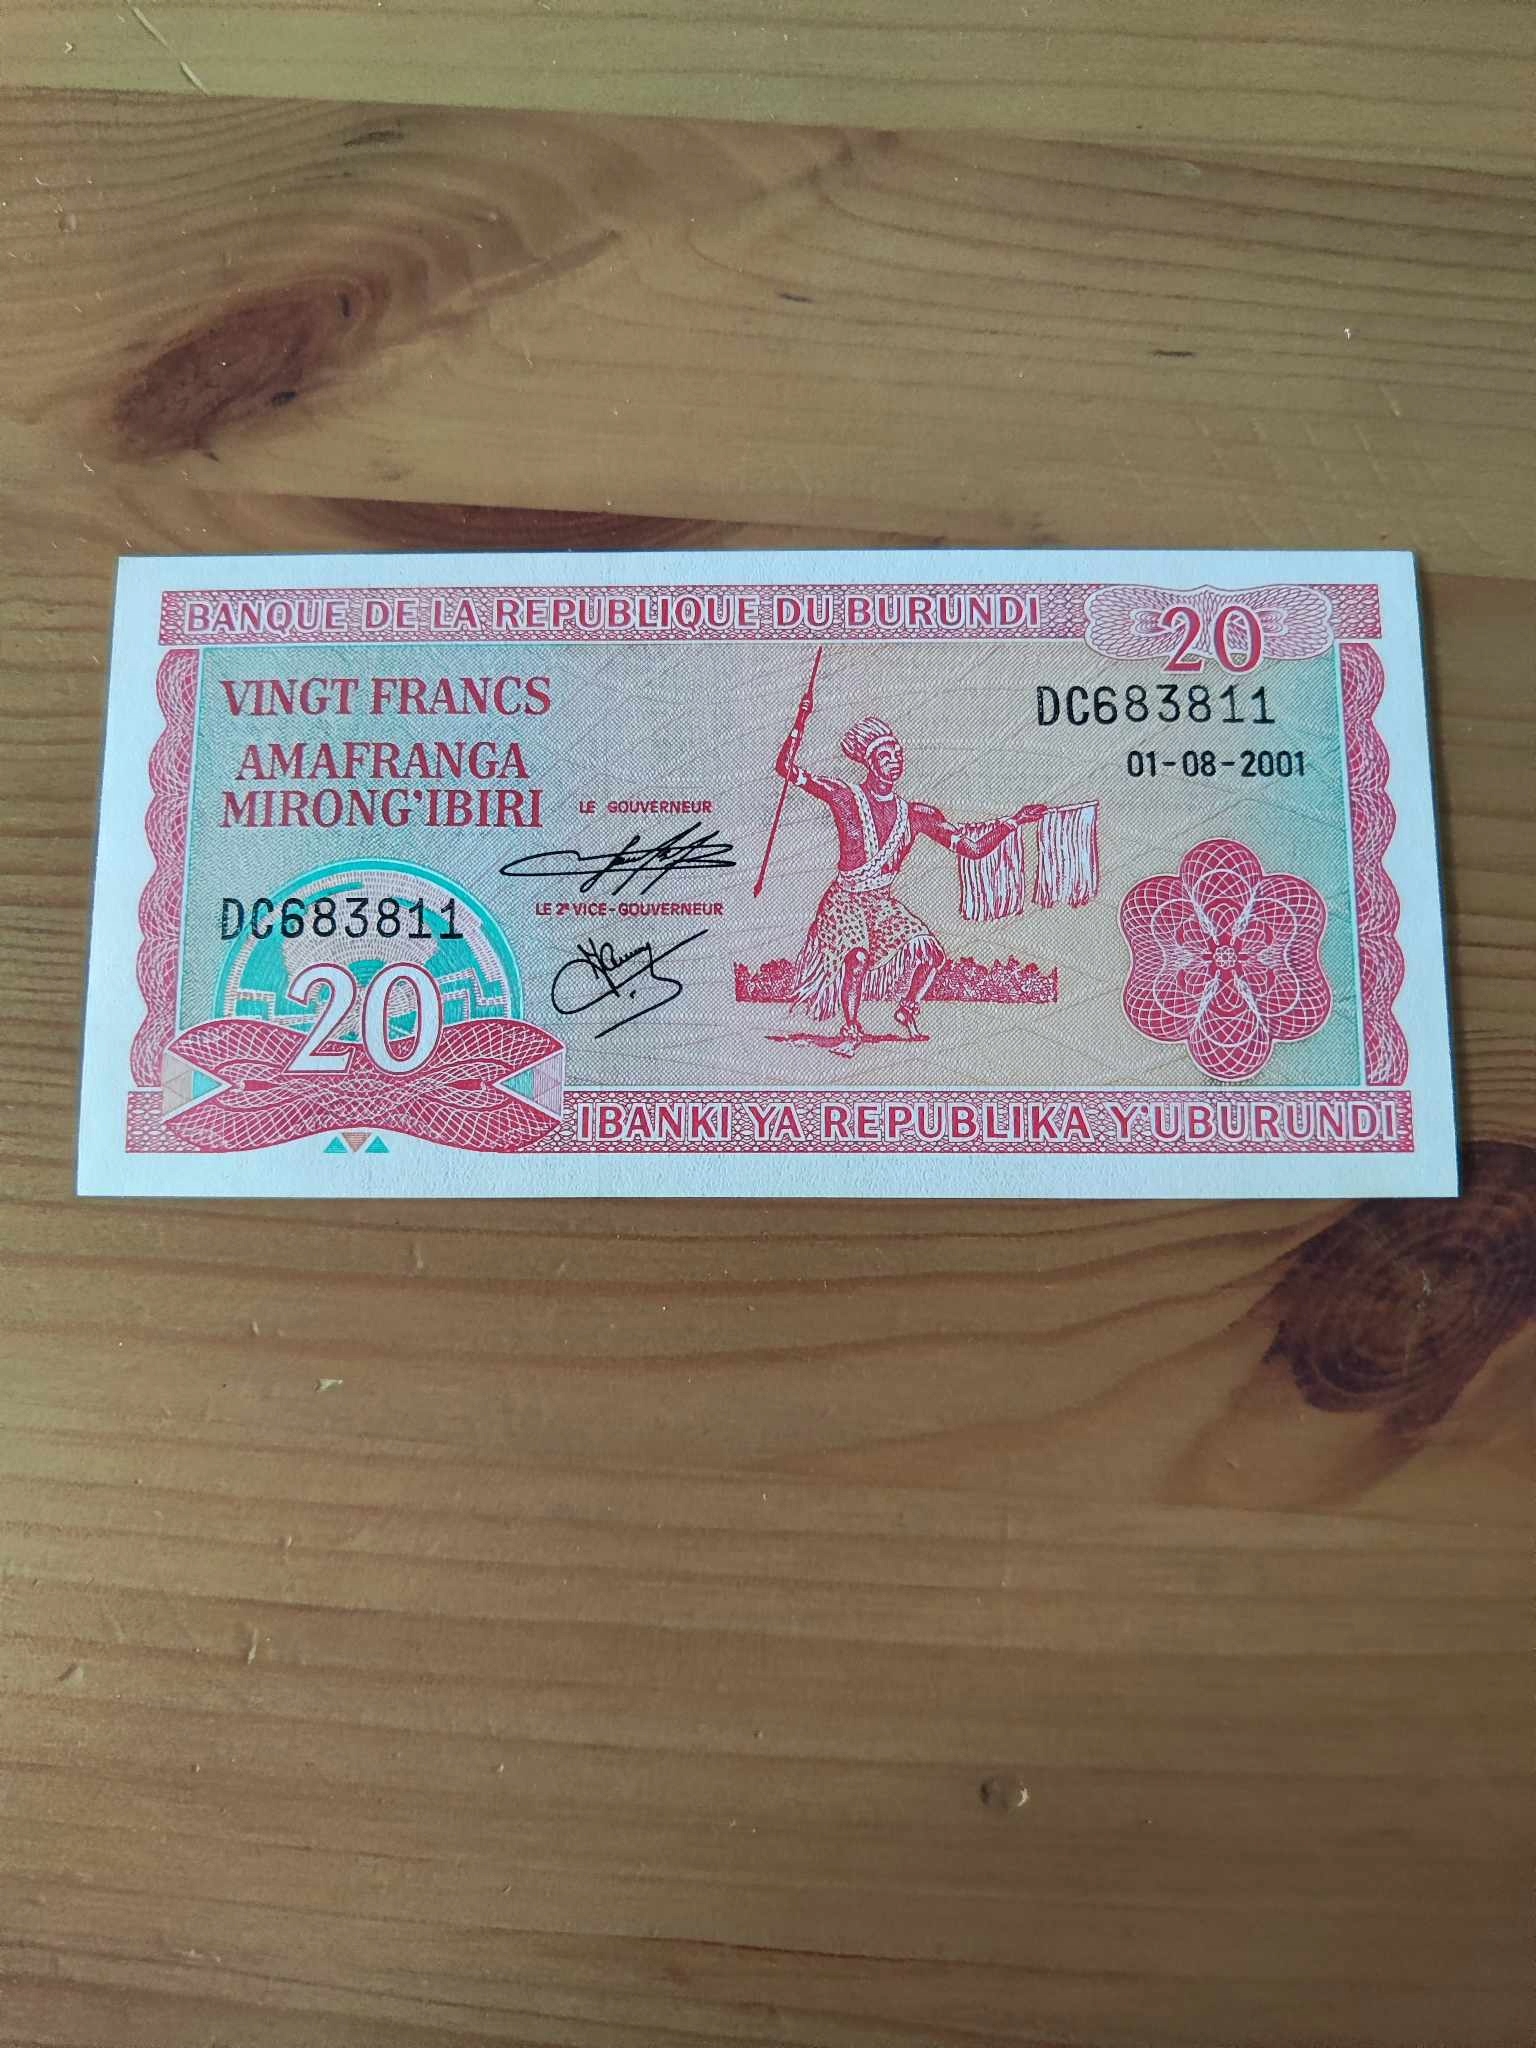 BANQUE DE LA REPUBLIQUE DU BURUNDI
20
VINGT FRANCS
DC683811
AMAFRANGA
MIRONG'IBIRI
01-08-2001
LE GOUVERNEUR
DC683811
LE 2e VICE-GOUVERNEUR
20
IBANKI YA REPUBLIKA Y'UBURUNDI